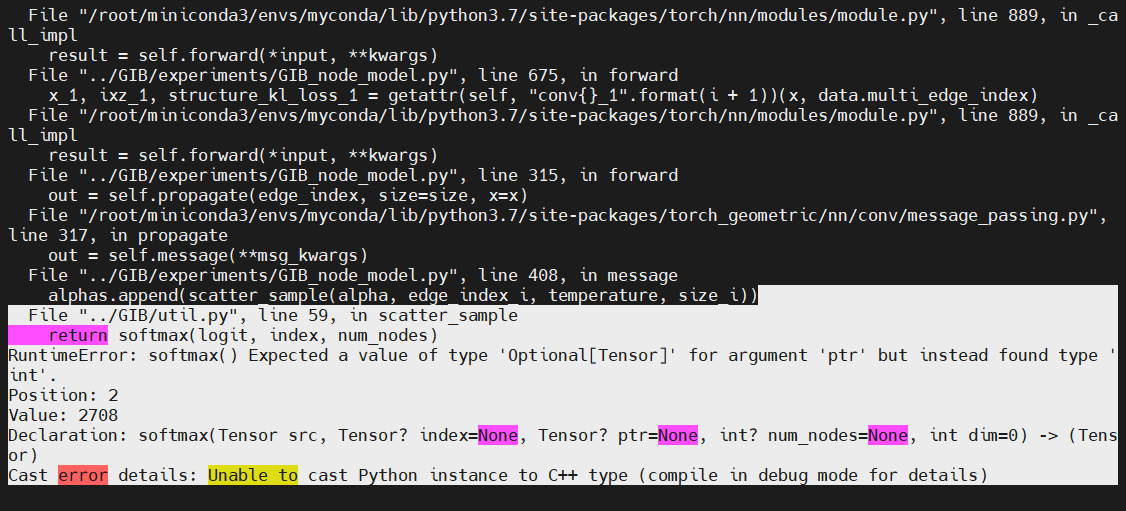 File "/root/miniconda3/envs/myconda/lib/python3.7/site-packages/torch/nn/modules/module.py", line 889, in _ca
ll_impl
    result = self.forward(*input, **kwargs)
  File "../GIB/experiments/GIB_node_model.py", line 675, in forward
    x_1, ixz_1, structure_kl_loss_1 = getattr(self, "conv{}_1".format(i + 1))(x, data.multi_edge_index)
  File "/root/miniconda3/envs/myconda/lib/python3.7/site-packages/torch/nn/modules/module.py", line 889, in _ca
ll_impl
    result = self.forward(*input, **kwargs)
  File "../GIB/experiments/GIB_node_model.py", line 315, in forward
    out = self.propagate(edge_index, size=size, x=x)
  File "/root/miniconda3/envs/myconda/lib/python3.7/site-packages/torch_geometric/nn/conv/message_passing.py",
line 317, in propagate
    out = self.message(**msg_kwargs)
  File "../GIB/experiments/GIB_node_model.py", line 408, in message
    alphas.append(scatter_sample(alpha, edge_index_i, temperature, size_i))
  File "../GIB/util.py", line 59, in scatter_sample
    return softmax(logit, index, num_nodes)
RuntimeError: softmax() Expected a value of type 'Optional[Tensor]' for argument 'ptr' but instead found type '
int'.
Position: 2
Value: 2708
Declaration: softmax(Tensor src, Tensor? index=None, Tensor? ptr=None, int? num_nodes=None, int dim=0) -> (Tens
or)
Cast error details: Unable to cast Python instance to C++ type (compile in debug mode for details)